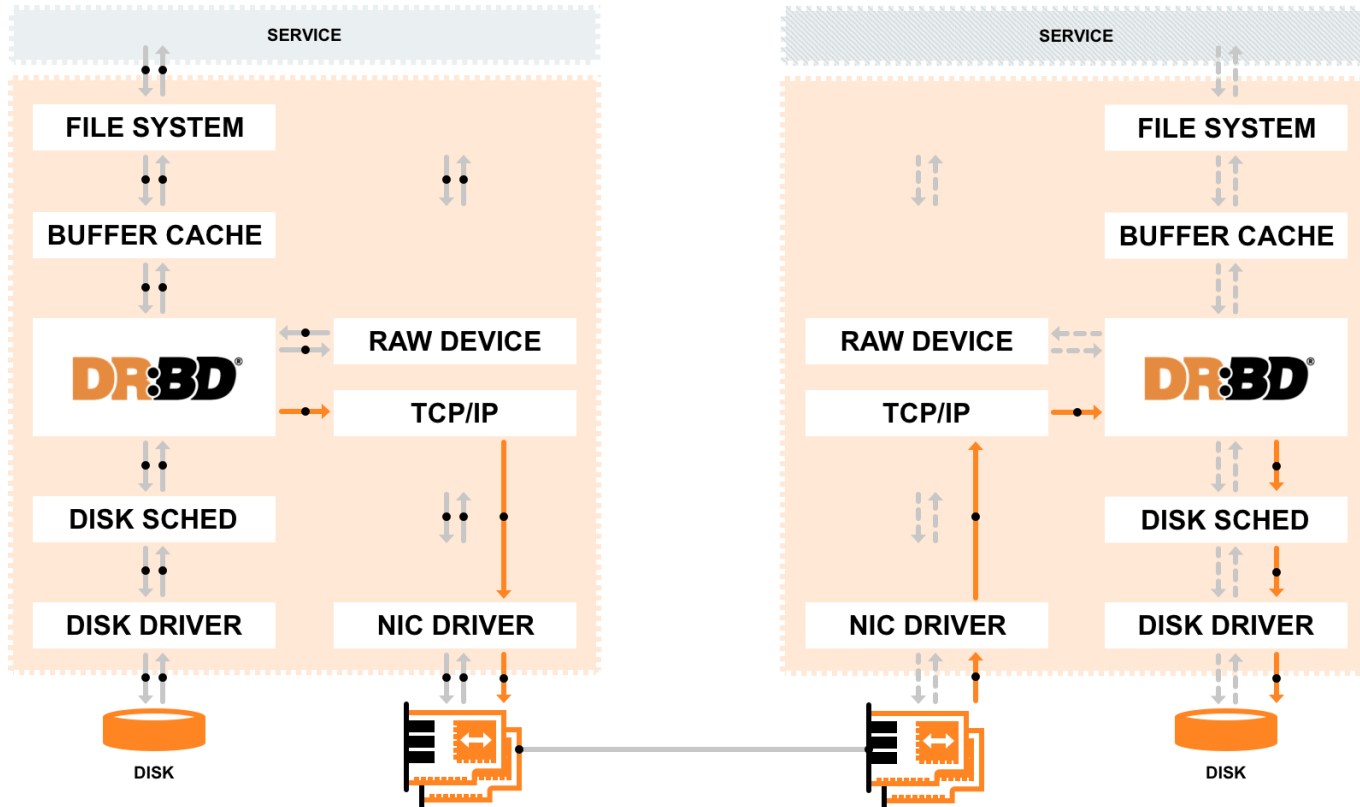 SERVICE
FILE SYSTEM
BUFFER CACHE
DR:BD®
RAW DEVICE
TCP/IP
DISK SCHED
DISK DRIVER
NIC DRIVER
DISK
SERVICE
FILE SYSTEM
BUFFER CACHE
RAW DEVICE
DR:BD®
TCP/IP
DISK SCHED
NIC DRIVER
DISK DRIVER
DISK